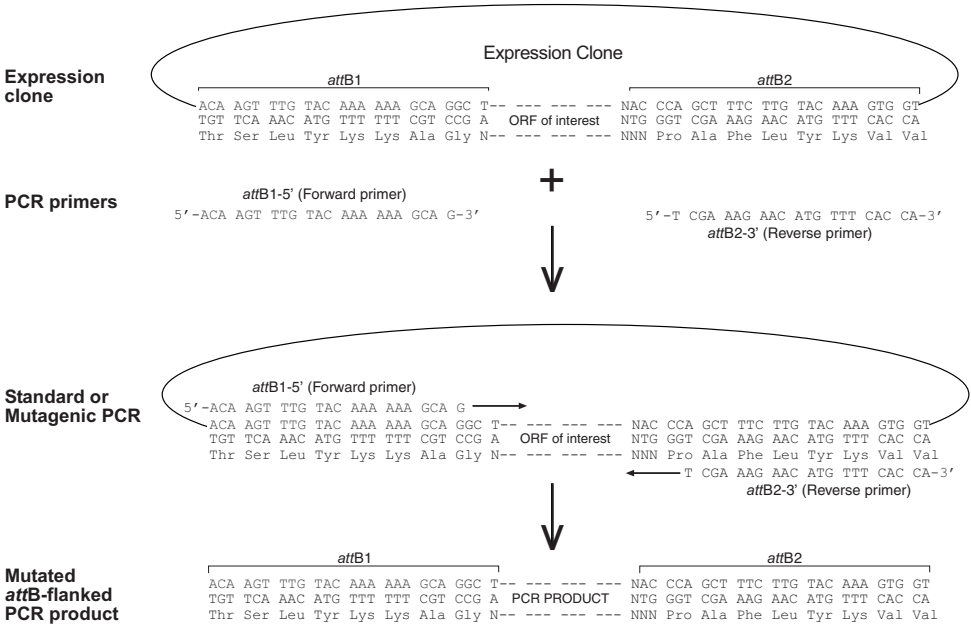 Expression Clone
Expression
clone
attB1
attB2
ACA AGT TTG TAC AAA AAA GCA GGC T-- --- --- --- NAC CCA GCT TTC TTG TAC AAA GTG GT
TGT TCA AAC ATG TTT TTT CGT CCG A ORF of interest NTG GGT CGA AAG AAC ATG TTT CAC CA
Thr Ser Leu Tyr Lys Lys Ala Gly N-- --- --- --- NNN Pro Ala Phe Leu Tyr Lys Val Val
+
PCR primers
attB1-5’ (Forward primer)
5’-ACA AGT TTG TAC AAA AAA GCA G-3’
5’-T CGA AAG AAC ATG TTT CAC CA-3’
attB2-3’ (Reverse primer)
Standard or
Mutagenic PCR
attB1-5’ (Forward primer)
5’-ACA AGT TTG TAC AAA AAA GCA G
ACA AGT TTG TAC AAA AAA GCA GGC T-- --- --- --- NAC CCA GCT TTC TTG TAC AAA GTG GT
TGT TCA AAC ATG TTT TTT CGT CCG A ORF of interest NTG GGT CGA AAG AAC ATG TTT CAC CA
Thr Ser Leu Tyr Lys Lys Ala Gly N-- --- --- --- NNN Pro Ala Phe Leu Tyr Lys Val Val
T CGA AAG AAC ATG TTT CAC CA-3’
attB2-3’ (Reverse primer)
Mutated
attB-flanked
PCR product
attB1
attB2
ACA AGT TTG TAC AAA AAA GCA GGC T-- --- --- --- NAC CCA GCT TTC TTG TAC AAA GTG GT
TGT TCA AAC ATG TTT TTT CGT CCG A PCR PRODUCT NTG GGT CGA AAG AAC ATG TTT CAC CA
Thr Ser Leu Tyr Lys Lys Ala Gly N-- --- --- --- NNN Pro Ala Phe Leu Tyr Lys Val Val